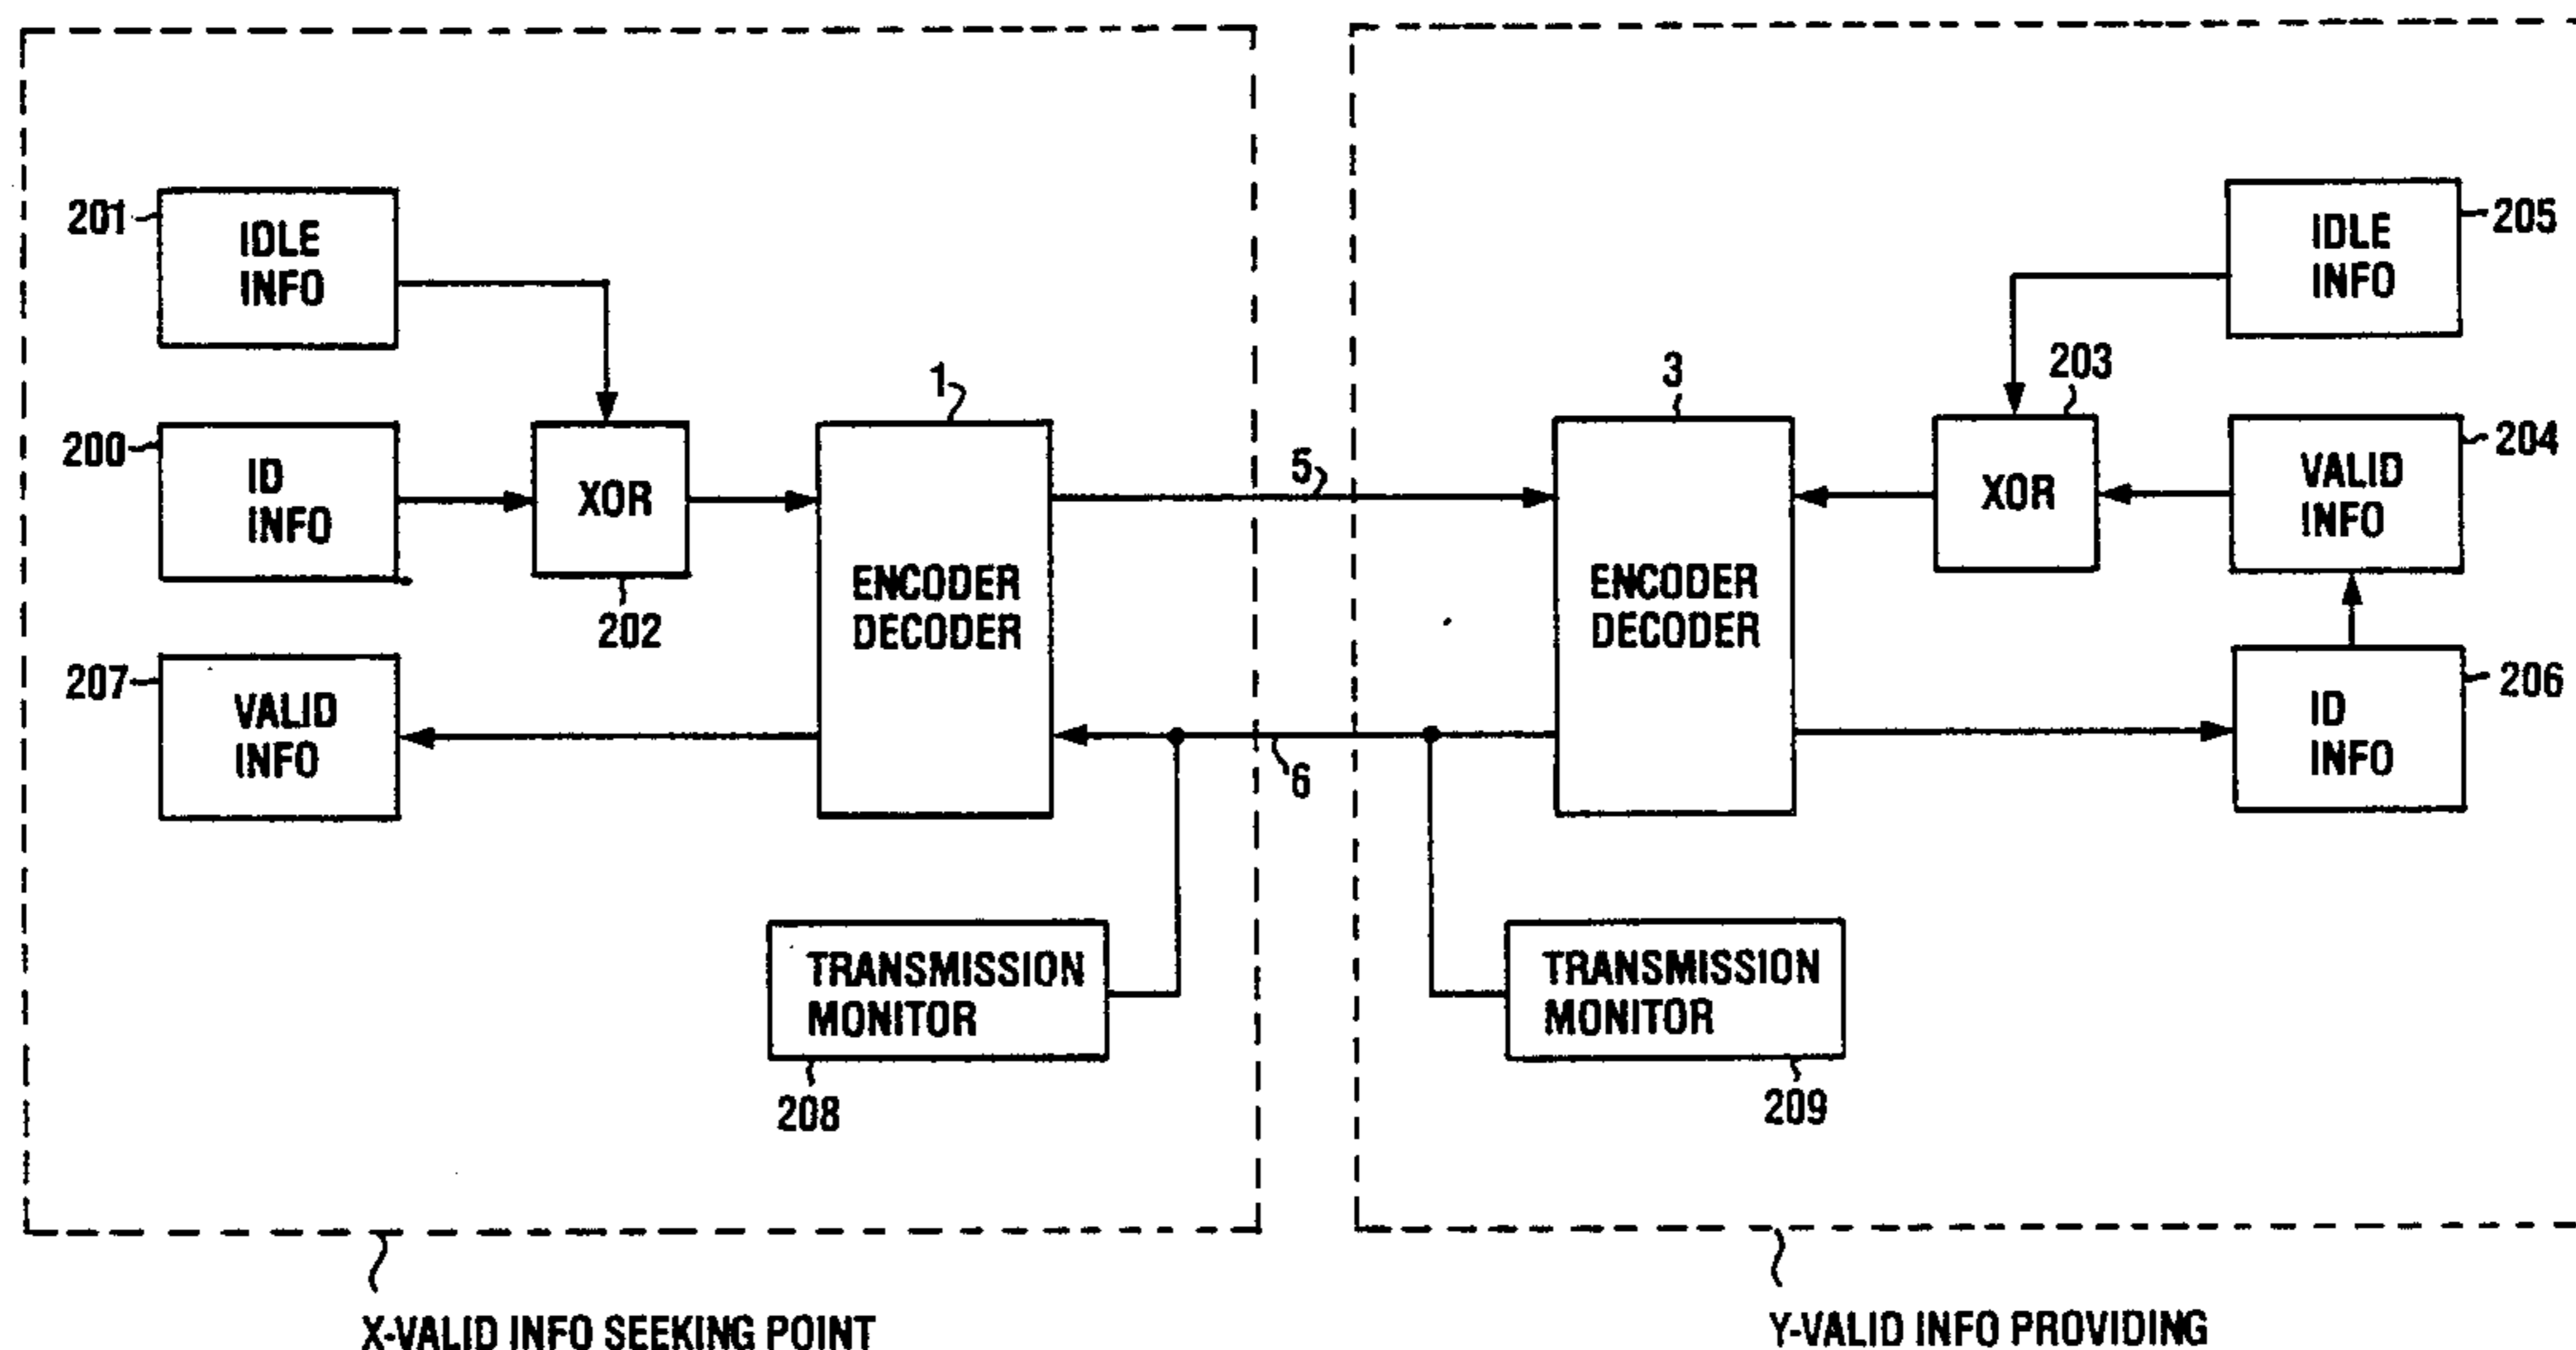 201
IDLE
INFO
205
IDLE
INFO
1
3
203
200
ID
INFO
XOR
202
5
XOR
204
VALID
INFO
ENCODER
DECODER
ENCODER
DECODER
207
VALID
INFO
6
206
ID
INFO
TRANSMISSION
MONITOR
208
TRANSMISSION
MONITOR
209
X-VALID INFO SEEKING POINT
Y-VALID INFO PROVIDING